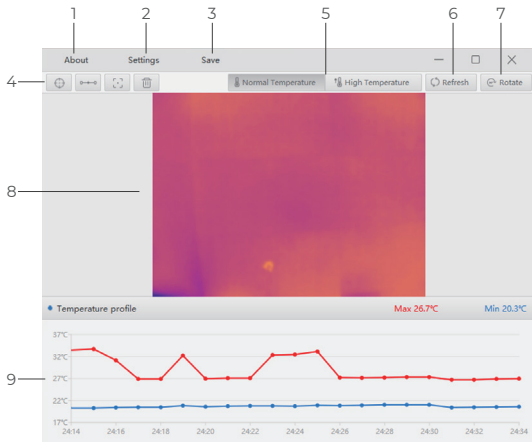 1 2 3 5 6 7
About Settings Save
4 Normal Temperature High Temperature Refresh Rotate
8
Temperature profile Max 26.7℃ Min 20.3℃
37℃
32℃
9 27℃
22℃
17℃
24:14 24:16 24:18 24:20 24:22 24:24 24:26 24:28 24:30 24:32 24:34